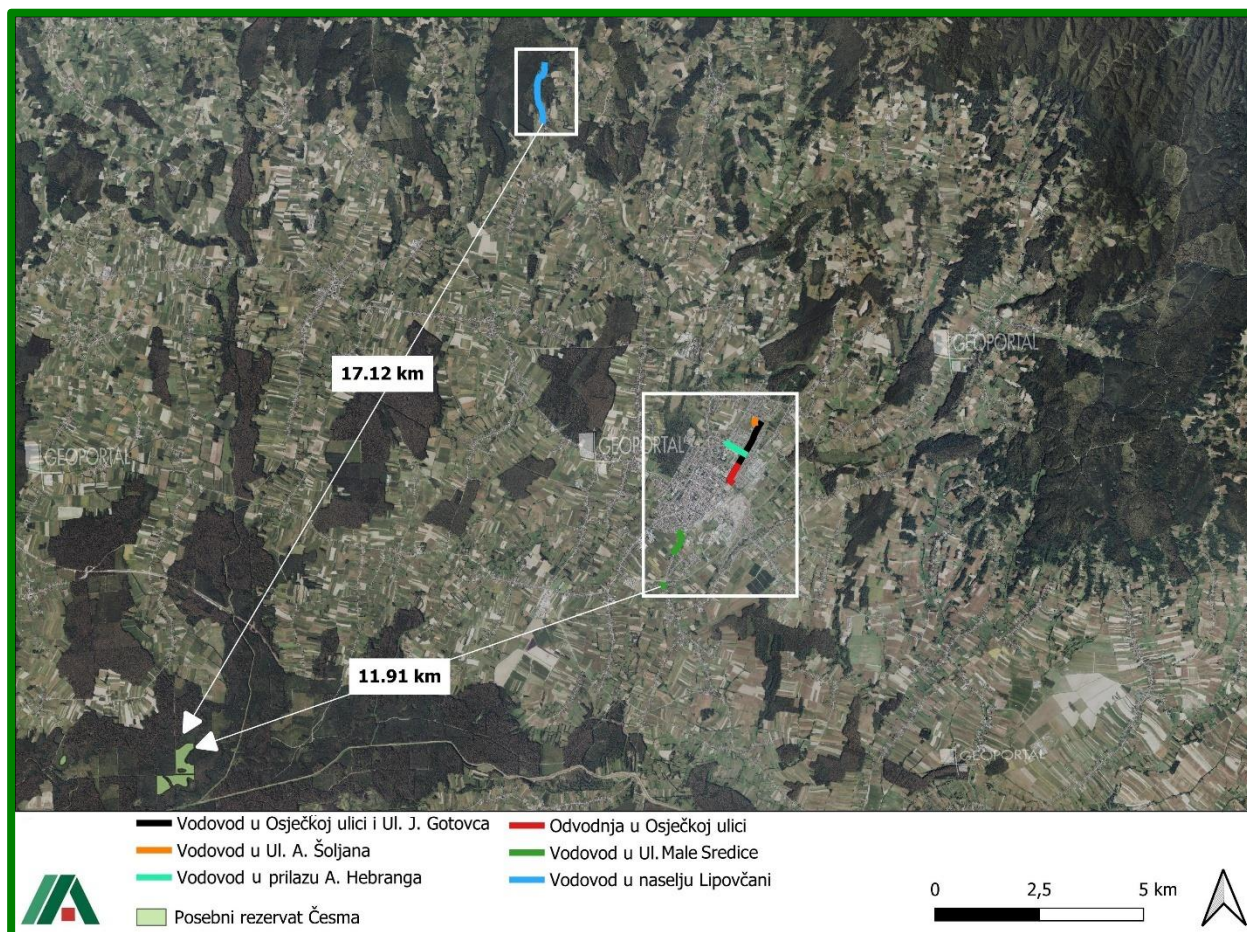 17.12 km
GEOPORTAL
GEOPORTAL
GEOPORTAL
11.91 km
GEOPORTAL
Vodovod u Osječkoj ulici i Ul. J. Gotovca
Vodovod u Ul. A. Šoljana
Vodovod u prilazu A. Hebranga
Posebni rezervat Česma
Odvodnja u Osječkoj ulici
Vodovod u Ul. Male Sredice
Vodovod u naselju Lipovčani
0 2,5 5 km